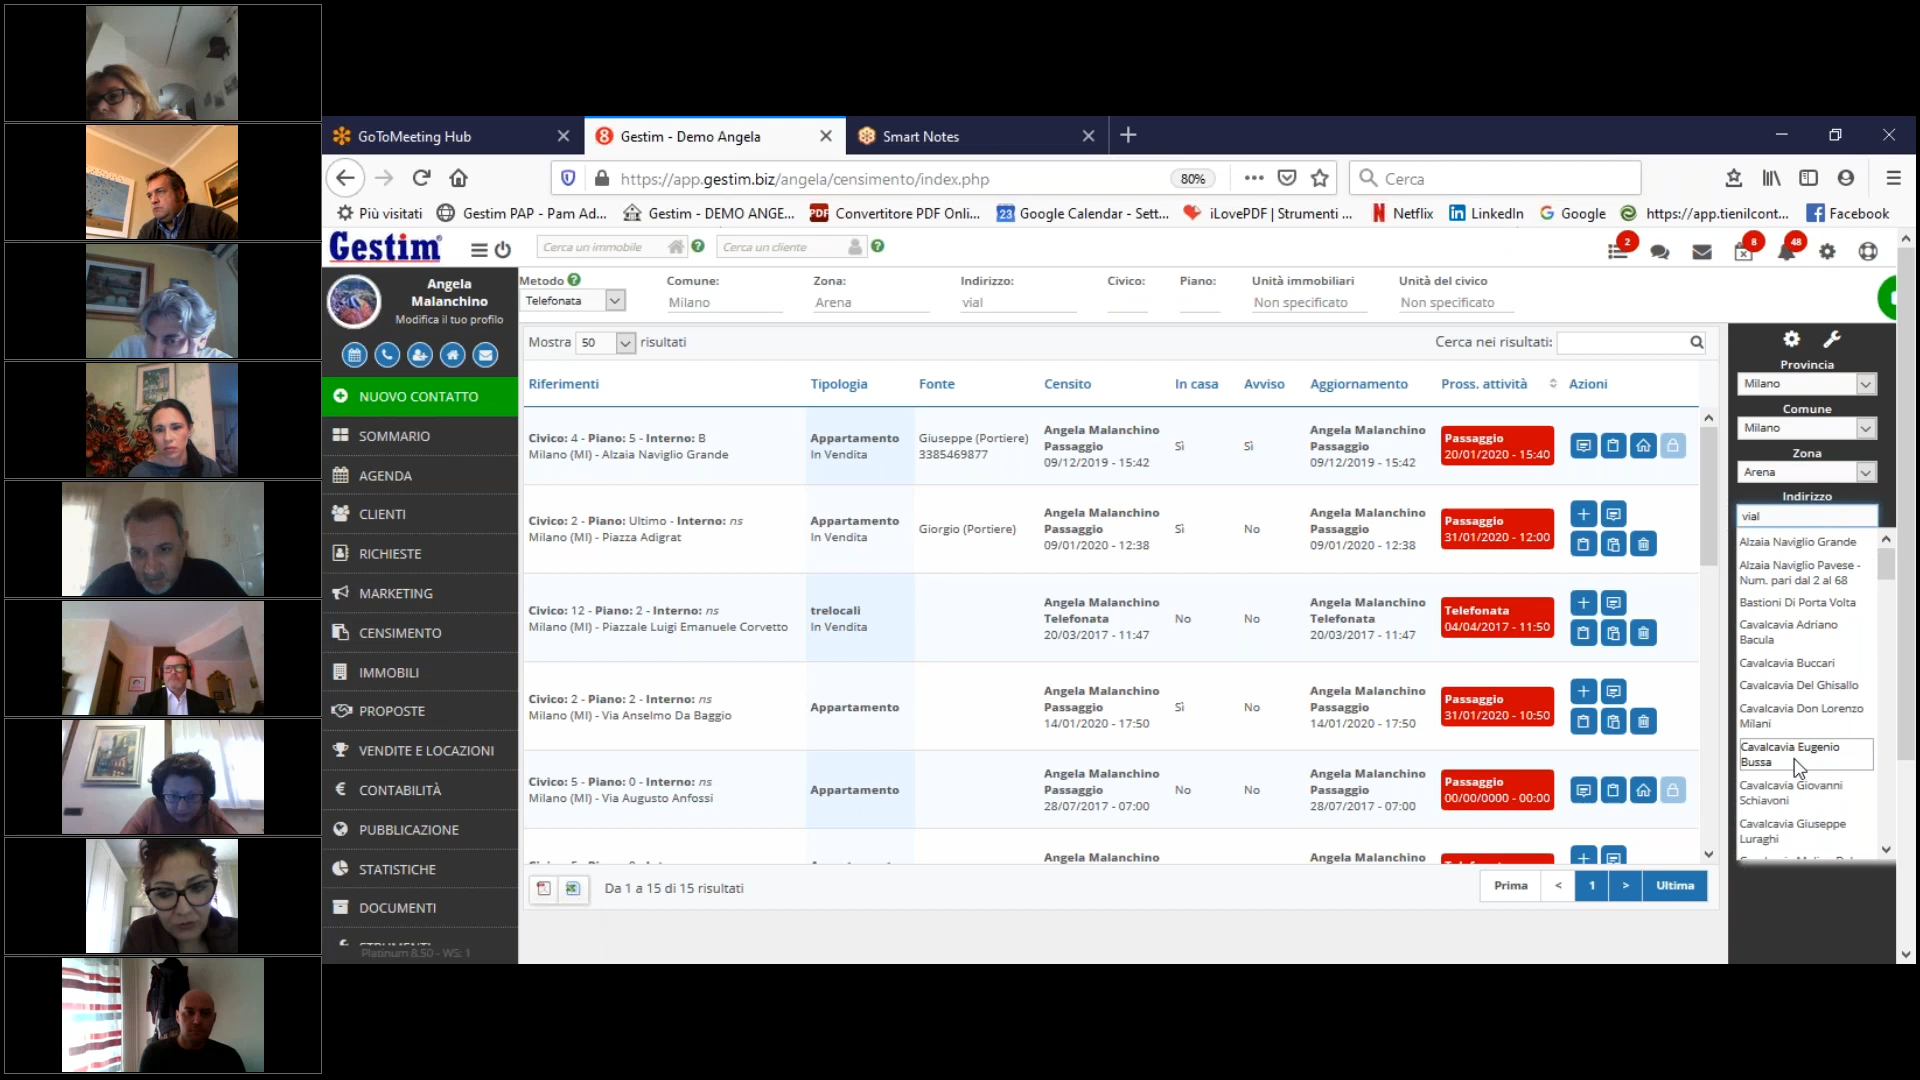 GoToMeeting Hub
Gestim - Demo Angela
Smart Notes
https://app.gestim.biz/angela/censimento/index.php
80%
Cerca
Più visitati
Gestim PAP - Pam Ad...
Gestim - DEMO ANGE...
PDF Convertitore PDF Onli...
23 Google Calendar - Sett...
iLovePDF | Strumenti ...
Netflix
LinkedIn
Google
https://app.tienilcont...
Facebook
Gestim
Cerca un immobile
Cerca un cliente
2
8
48
Angela
Malanchino
Modifica il tuo profilo
NUOVO CONTATTO
SOMMARIO
AGENDA
CLIENTI
RICHIESTE
MARKETING
CENSIMENTO
IMMOBILI
PROPOSTE
VENDITE E LOCAZIONI
CONTABILITÀ
PUBBLICAZIONE
STATISTICHE
DOCUMENTI
Platinum 8.50 - WS: 1
Metodo
Telefonata
Comune:
Milano
Zona:
Arena
Indirizzo:
vial
Civico:
Piano:
Unità immobiliari
Non specificato
Unità del civico
Non specificato
Mostra 50 risultati
Cerca nei risultati:
Riferimenti Tipologia Fonte Censito In casa Avviso Aggiornamento Pross. attività Azioni
Civico: 4 - Piano: 5 - Interno: B
Milano (MI) - Alzaia Naviglio Grande
Appartamento
In Vendita
Giuseppe (Portiere)
3385469877
Angela Malanchino
Passaggio
09/12/2019 - 15:42
Sì
Sì
Angela Malanchino
Passaggio
09/12/2019 - 15:42
Passaggio
20/01/2020 - 15:40
Civico: 2 - Piano: Ultimo - Interno: ns
Milano (MI) - Piazza Adigrat
Appartamento
In Vendita
Giorgio (Portiere)
Angela Malanchino
Passaggio
09/01/2020 - 12:38
Sì
No
Angela Malanchino
Passaggio
09/01/2020 - 12:38
Passaggio
31/01/2020 - 12:00
Civico: 12 - Piano: 2 - Interno: ns
Milano (MI) - Piazzale Luigi Emanuele Corvetto
trelocali
In Vendita
Angela Malanchino
Telefonata
20/03/2017 - 11:47
No
No
Angela Malanchino
Telefonata
20/03/2017 - 11:47
Telefonata
04/04/2017 - 11:50
Civico: 2 - Piano: 2 - Interno: ns
Milano (MI) - Via Anselmo Da Baggio
Appartamento
Angela Malanchino
Passaggio
14/01/2020 - 17:50
Sì
No
Angela Malanchino
Passaggio
14/01/2020 - 17:50
Passaggio
31/01/2020 - 10:50
Civico: 5 - Piano: 0 - Interno: ns
Milano (MI) - Via Augusto Anfossi
Appartamento
Angela Malanchino
Passaggio
28/07/2017 - 07:00
No
No
Angela Malanchino
Passaggio
28/07/2017 - 07:00
Passaggio
00/00/0000 - 00:00
Angela Malanchino
Angela Malanchino
Da 1 a 15 di 15 risultati
Prima < 1 > Ultima
Provincia
Milano
Comune
Milano
Zona
Arena
Indirizzo
vial
Alzaia Naviglio Grande
Alzaia Naviglio Pavese -
Num. pari dal 2 al 68
Bastioni Di Porta Volta
Cavalcavia Adriano
Bacula
Cavalcavia Buccari
Cavalcavia Del Ghisallo
Cavalcavia Don Lorenzo
Milani
Cavalcavia Eugenio
Bussa
Cavalcavia Giovanni
Schiavoni
Cavalcavia Giuseppe
Luraghi